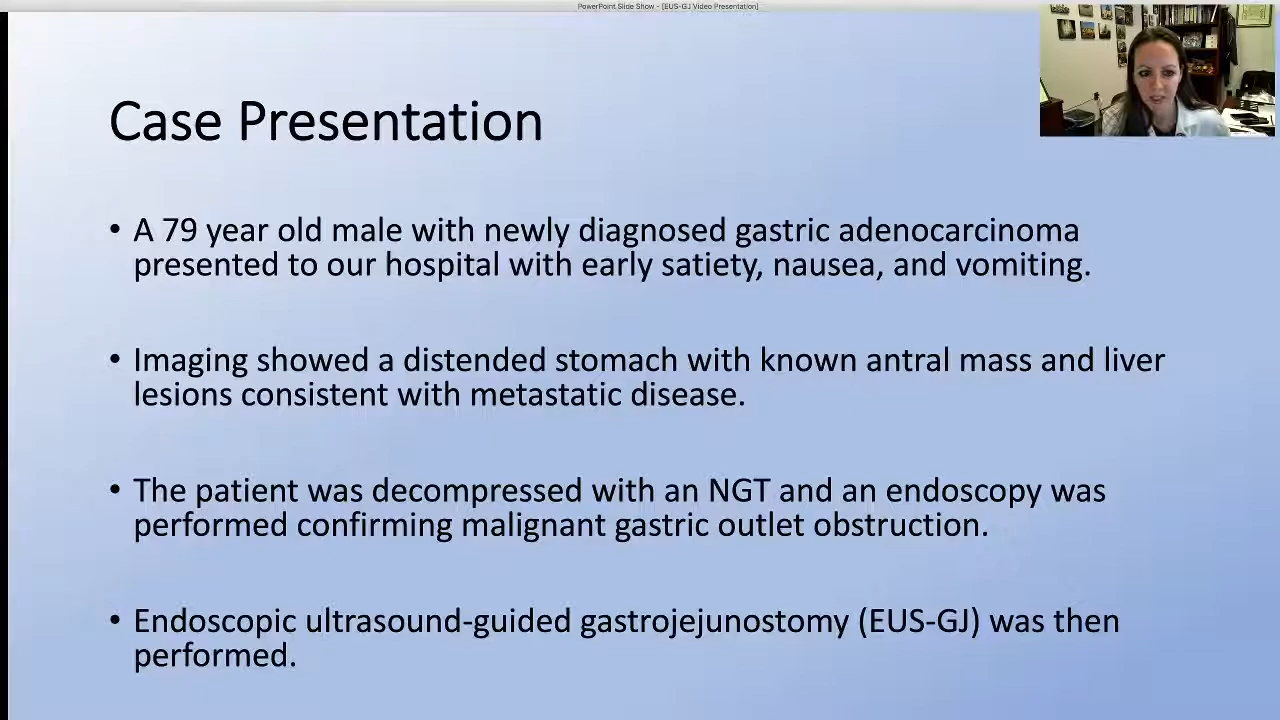 PowerPoint Slide Show - [EUS-GJ Video Presentation]
Case Presentation
• A 79 year old male with newly diagnosed gastric adenocarcinoma
presented to our hospital with early satiety, nausea, and vomiting.
• Imaging showed a distended stomach with known antral mass and liver
lesions consistent with metastatic disease.
• The patient was decompressed with an NGT and an endoscopy was
performed confirming malignant gastric outlet obstruction.
• Endoscopic ultrasound-guided gastrojejunostomy (EUS-GJ) was then
performed.